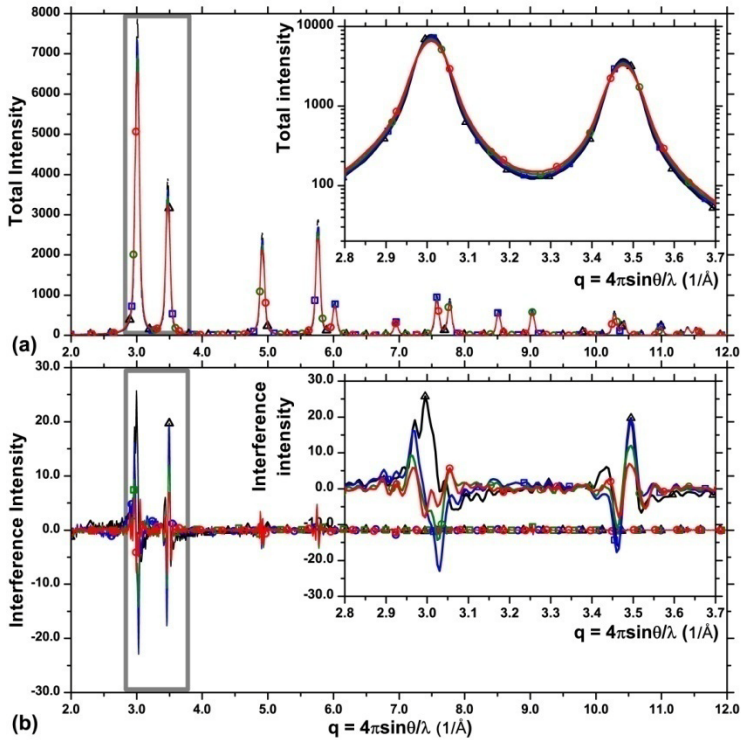 8000
7000
6000
5000
4000
3000
2000
1000
0
Total Intensity
(a)
2.0 3.0 4.0 5.0 6.0 7.0 8.0 9.0 10.0 11.0 12.0
10000
1000
100
Total intensity
2.8 2.9 3.0 3.1 3.2 3.3 3.4 3.5 3.6 3.7
q = 4πsinθ/λ (1/Å)
30.0
20.0
10.0
0.0
-10.0
-20.0
-30.0
Interference Intensity
(b)
2.0 3.0 4.0 5.0 6.0 7.0 8.0 9.0 10.0 11.0 12.0
q = 4πsinθ/λ (1/Å)
30.0
20.0
10.0
0.0
-10.0
-30.0
Interference
intensity
2.8 2.9 3.0 3.1 3.2 3.3 3.4 3.5 3.6 3.7
q = 4πsinθ/λ (1/Å)